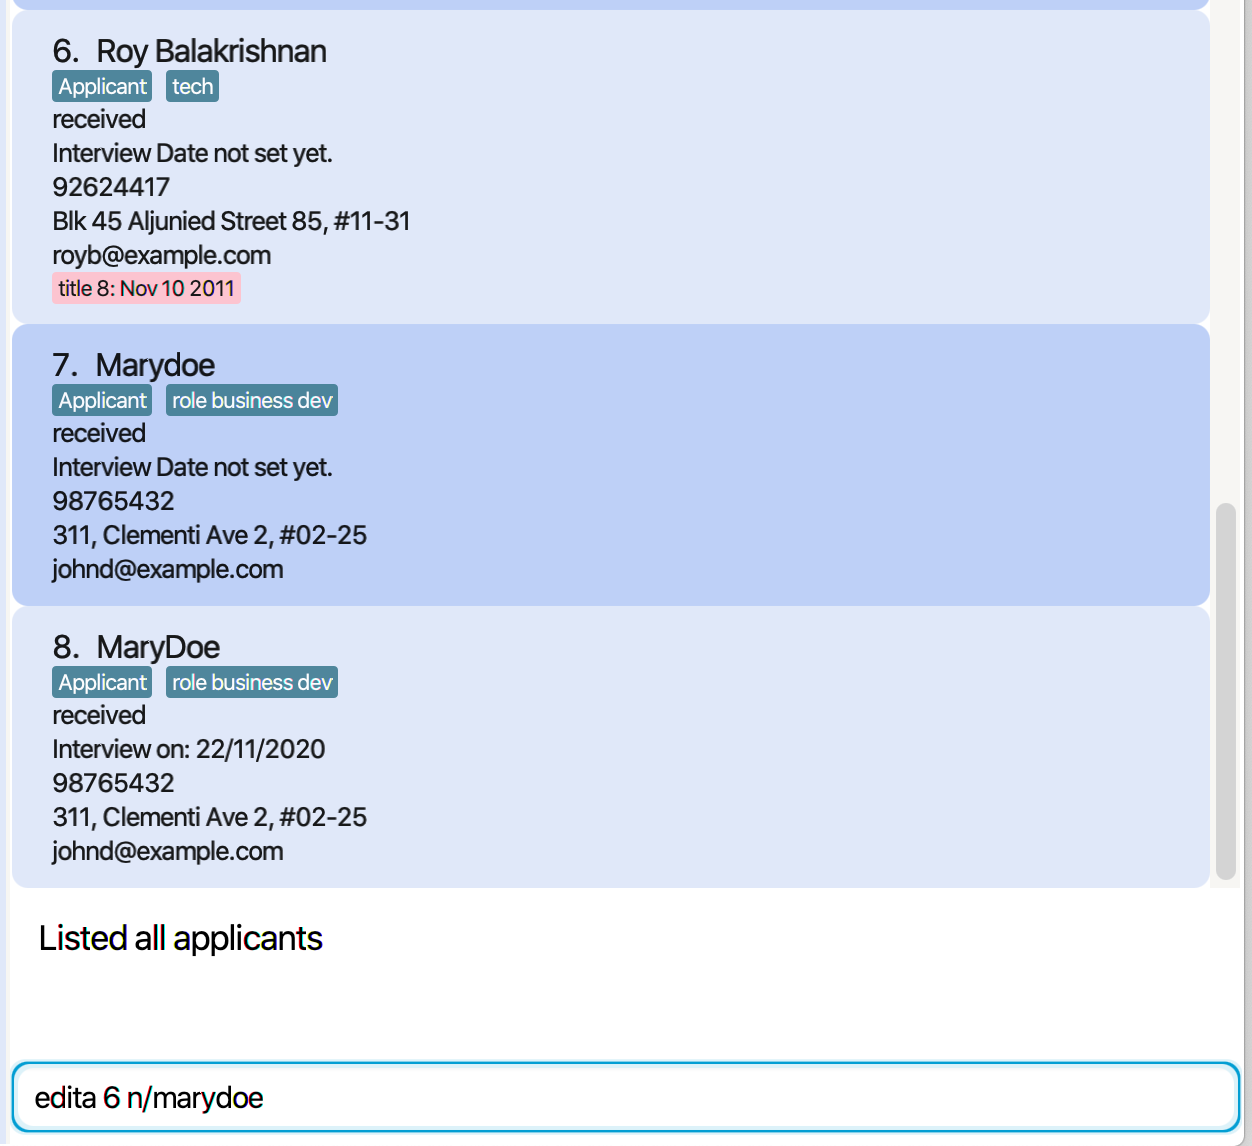 6. Roy Balakrishnan
Applicant tech
received
Interview Date not set yet.
92624417
Blk 45 Aljunied Street 85, #11-31
royb@example.com
title 8: Nov 10 2011
7. Marydoe
Applicant role business dev
received
Interview Date not set yet.
98765432
311, Clementi Ave 2, #02-25
johnd@example.com
8. MaryDoe
Applicant role business dev
received
Interview on: 22/11/2020
98765432
311, Clementi Ave 2, #02-25
johnd@example.com
Listed all applicants
edita 6 n/marydoe